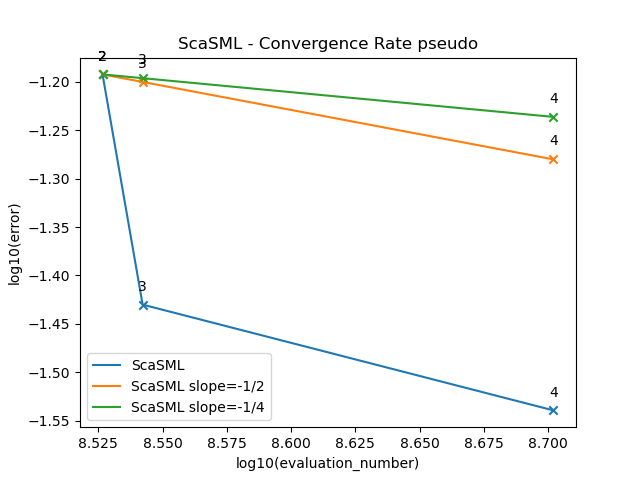 ScaSML - Convergence Rate pseudo
2
2
3
3
4
4
3
4
−1.20
−1.25
−1.30
−1.35
−1.40
−1.45
−1.50
−1.55
log10(error)
ScaSML
ScaSML slope=-1/2
ScaSML slope=-1/4
8.525 8.550 8.575 8.600 8.625 8.650 8.675 8.700
log10(evaluation_number)